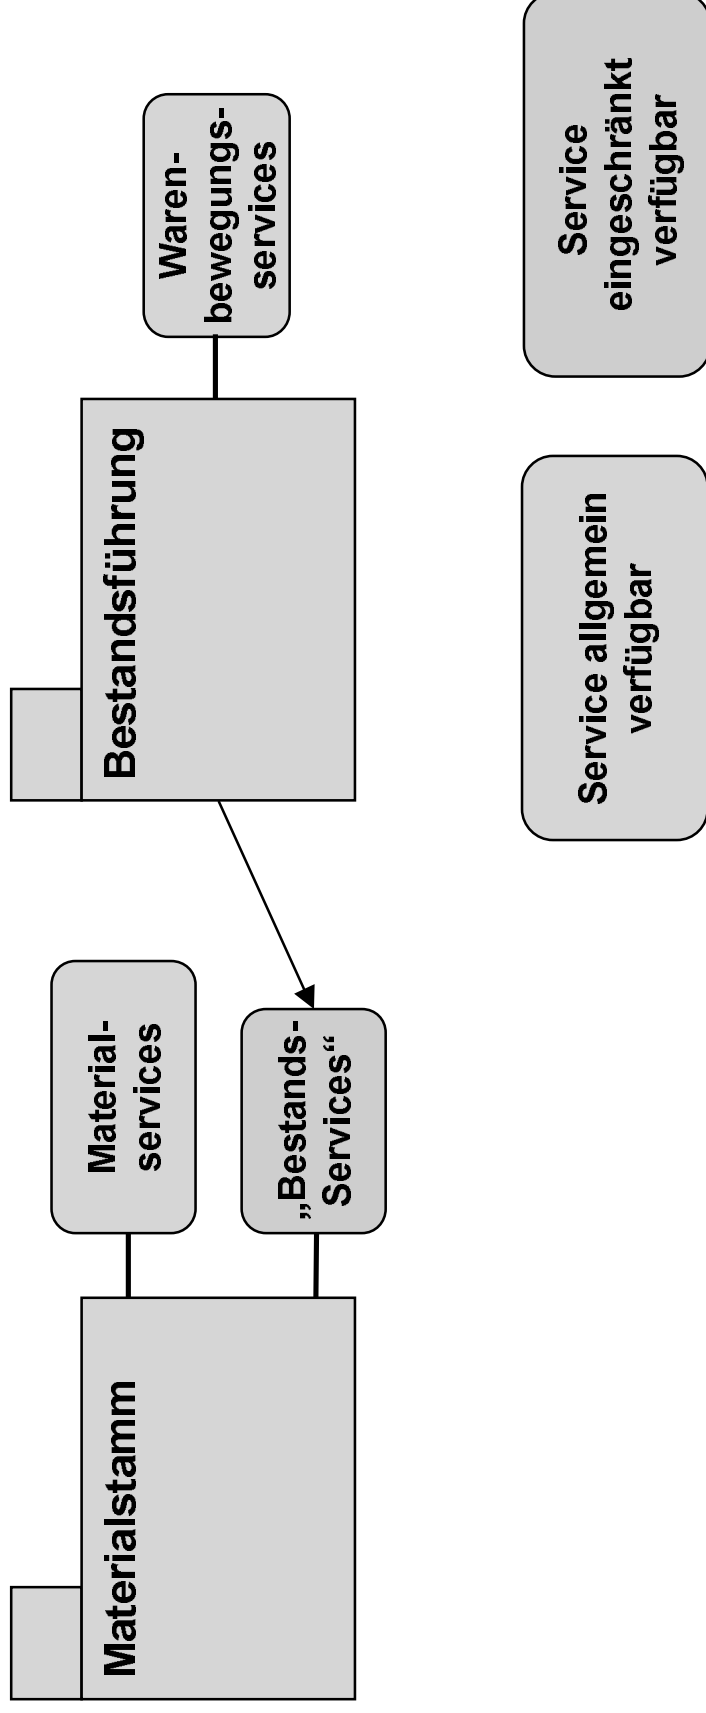 Materialstamm
Material-
services
„Bestands-
Services“
Bestandsführung
Waren-
bewegungs-
services
Service allgemein
verfügbar
Service
eingeschränkt
verfügbar